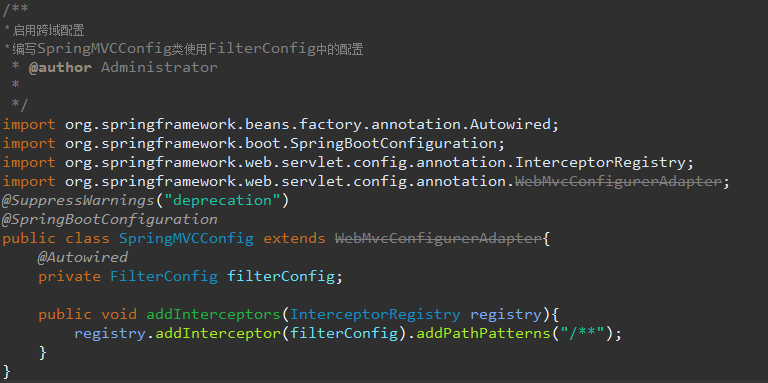 /**
* 启用跨域配置
* 编写SpringMVCConfig类使用FilterConfig中的配置
 * @author Administrator
 *
 */
import org.springframework.beans.factory.annotation.Autowired;
import org.springframework.boot.SpringBootConfiguration;
import org.springframework.web.servlet.config.annotation.InterceptorRegistry;
import org.springframework.web.servlet.config.annotation.WebMvcConfigurerAdapter;
@SuppressWarnings("deprecation")
@SpringBootConfiguration
public class SpringMVCConfig extends WebMvcConfigurerAdapter{
    @Autowired
    private FilterConfig filterConfig;
    public void addInterceptors(InterceptorRegistry registry){
        registry.addInterceptor(filterConfig).addPathPatterns("/**");
    }
}